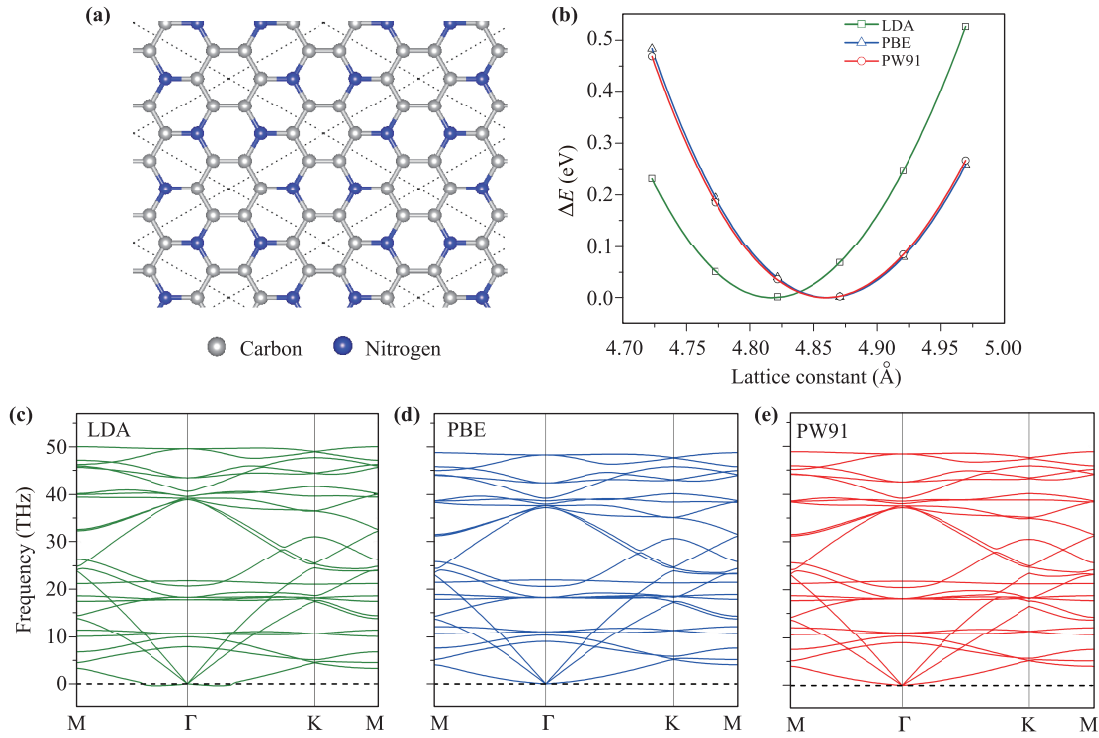 (a)
Carbon
Nitrogen
(b)
LDA
PBE
PW91
ΔE (eV)
0.5
0.4
0.3
0.2
0.1
0.0
4.70
4.75
4.80
4.85
4.90
4.95
5.00
Lattice constant (Å)
(c)
LDA
Frequency (THz)
50
40
30
20
10
0
M
Γ
K
M
(d)
PBE
M
Γ
K
M
(e)
PW91
M
Γ
K
M